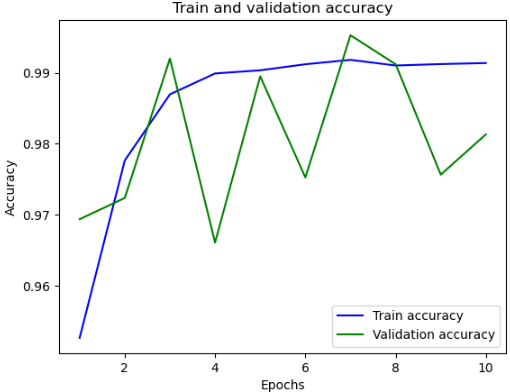 Train and validation accuracy
Accuracy
0.99
0.98
0.97
0.96
Train accuracy
Validation accuracy
2
4
6
8
10
Epochs